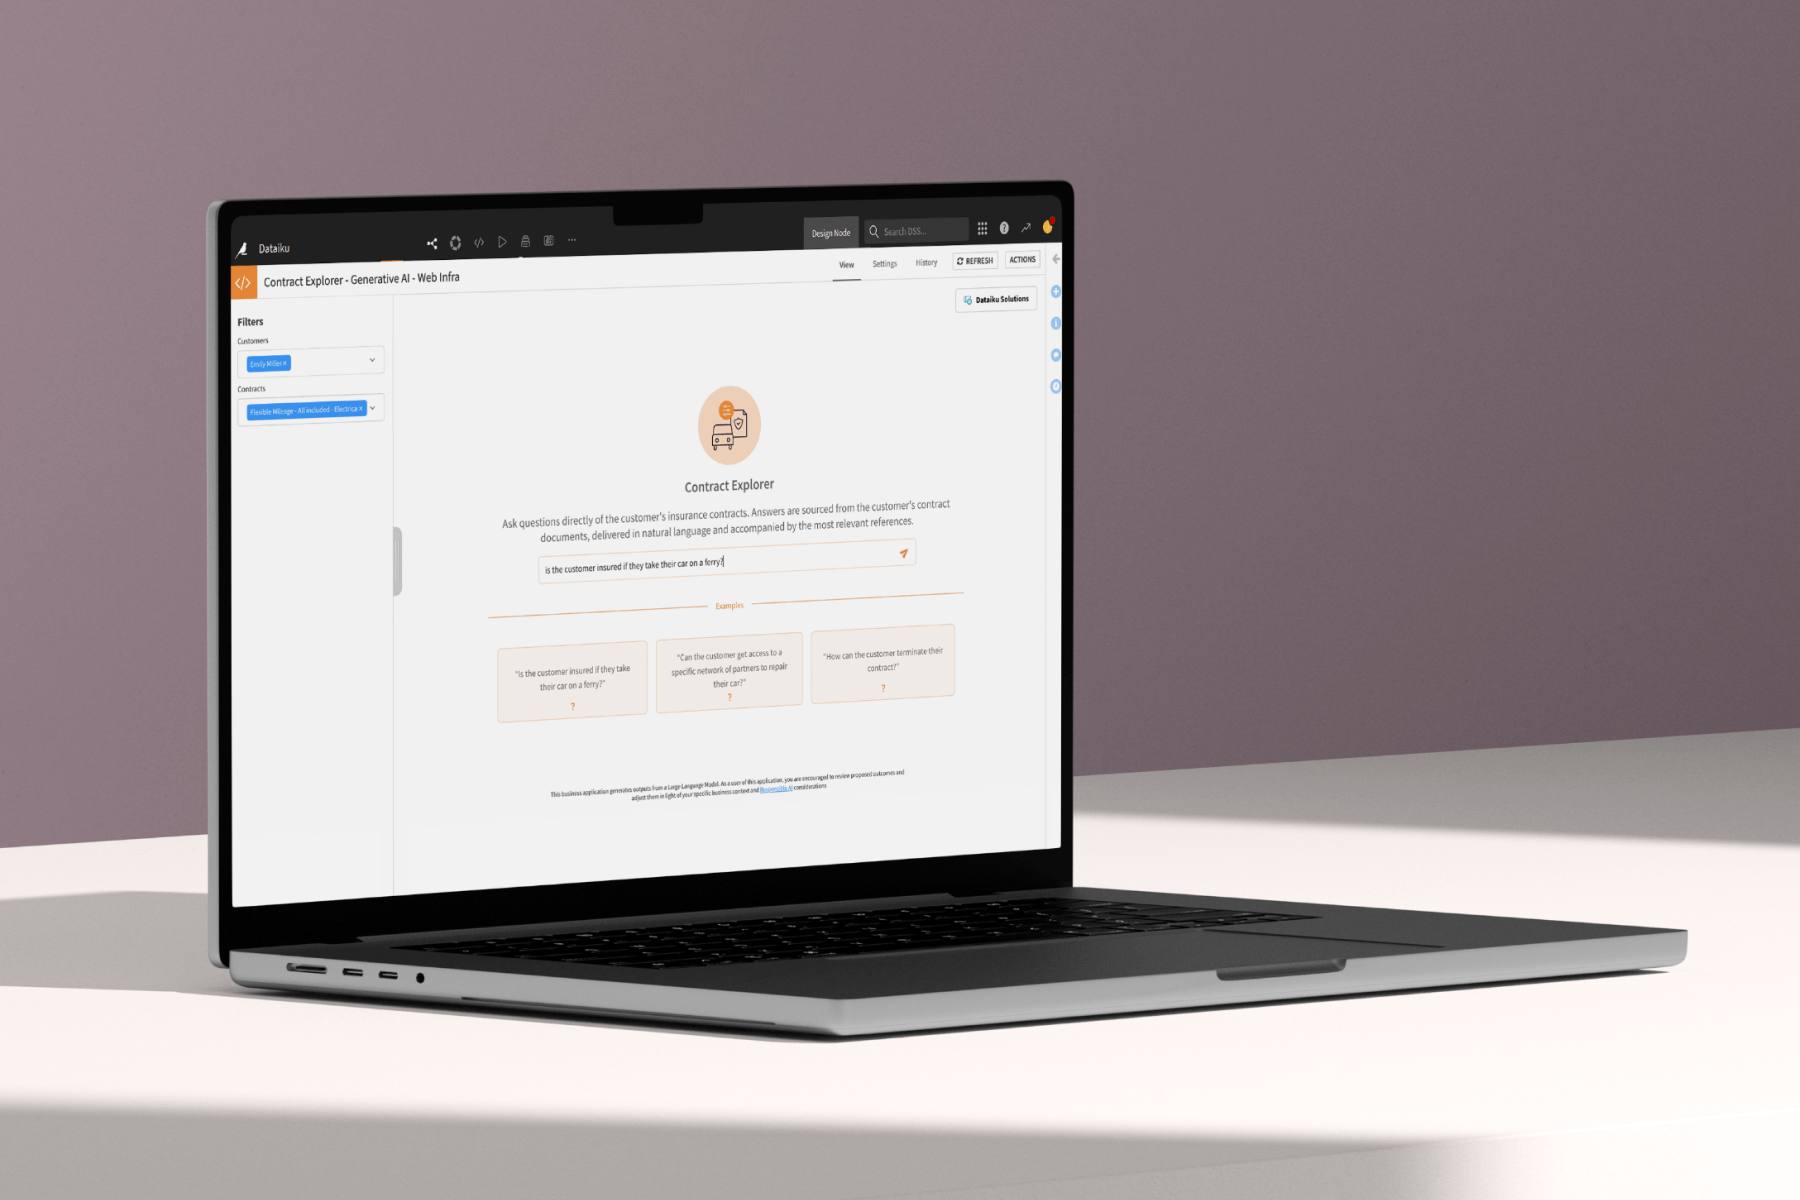 Dataiku
Design Node
Search DSS...
Contract Explorer - Generative AI - Web Infra
View
Settings
History
REFRESH
ACTIONS
Dataiku Solutions
Filters
Customers
Emily Miller ×
Contracts
Flexible Mileage - All included - Electrica ×
Contract Explorer
Ask questions directly of the customer's insurance contracts. Answers are sourced from the customer's contract
documents, delivered in natural language and accompanied by the most relevant references.
is the customer insured if they take their car on a ferry?
Examples
"Is the customer insured if they take
their car on a ferry?"
?
"Can the customer get access to a
specific network of partners to repair
their car?"
?
"How can the customer terminate their
contract?"
?
This business application generates outputs from a Large Language Model. As a user of this application, you are encouraged to review proposed outcomes and
adjust them in light of your specific business context and Responsible AI considerations